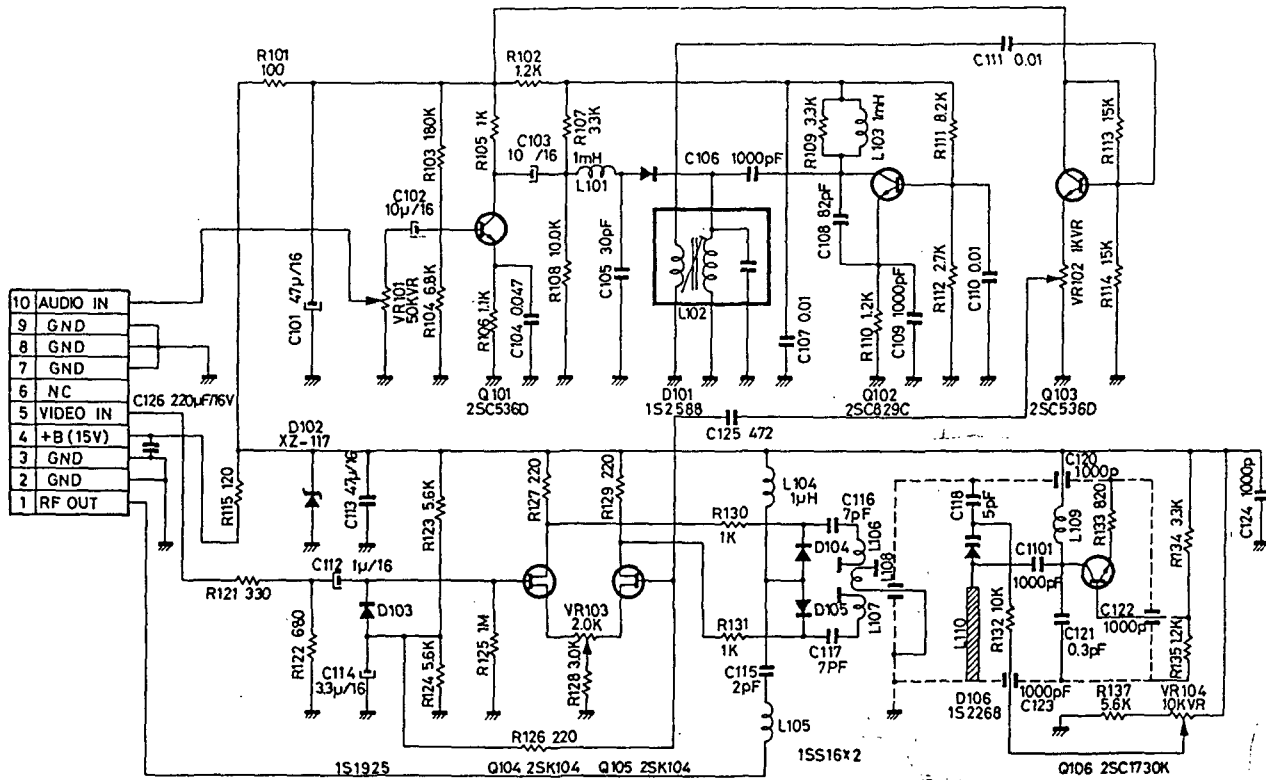 R101
100
R102
1.2K
C111 0.01
R103 180K
R105 1K
C103
10 /16
R107
33K
1mH
L101
C106
1000pF
R109 3.3K
L103 1mH
R111 8.2K
R113 15K
C102
10μ/16
C108 82pF
C101
47μ/16
VR101
50KVR
R104 6.8K
R106 1.1K
C104 0.047
R108 10.0K
C105 30pF
L102
C107 0.01
R110 1.2K
C109 1000pF
R112 2.7K
C110 0.01
VR102 1KVR
R114 15K
10 AUDIO IN
9 GND
8 GND
7 GND
6 NC
5 VIDEO IN
4 +B (15V)
3 GND
2 GND
1 RF OUT
C126 220μF/16V
Q101
2SC536D
D101
1S2588
Q102
2SC829C
Q103
2SC536D
C125 472
D102
XZ-117
R115 120
C113 47μ/16
R123 5.6K
R127 220
R129 220
L104
1μH
C116
7pF
L106
C118
5pF
C120
1000p
L109
R133 820
R134 3.3K
C124 1000p
R130
1K
D104
L108
C1101
1000pF
C112 1μ/16
R121 330
D103
VR103
2.0K
D105
L107
R131
1K
C117
7PF
R122 680
C114
33μ/16
R124 5.6K
R125 1M
R128 3.0K
C115
2pF
L110
R132 10K
C121
0.3pF
C122
1000p
R135 12K
L105
D106
1S2268
1000pF
C123
R137
5.6K
VR104
10KVR
R126 220
1SS16×2
1S1925
Q104 2SK104
Q105 2SK104
Q106 2SC1730K